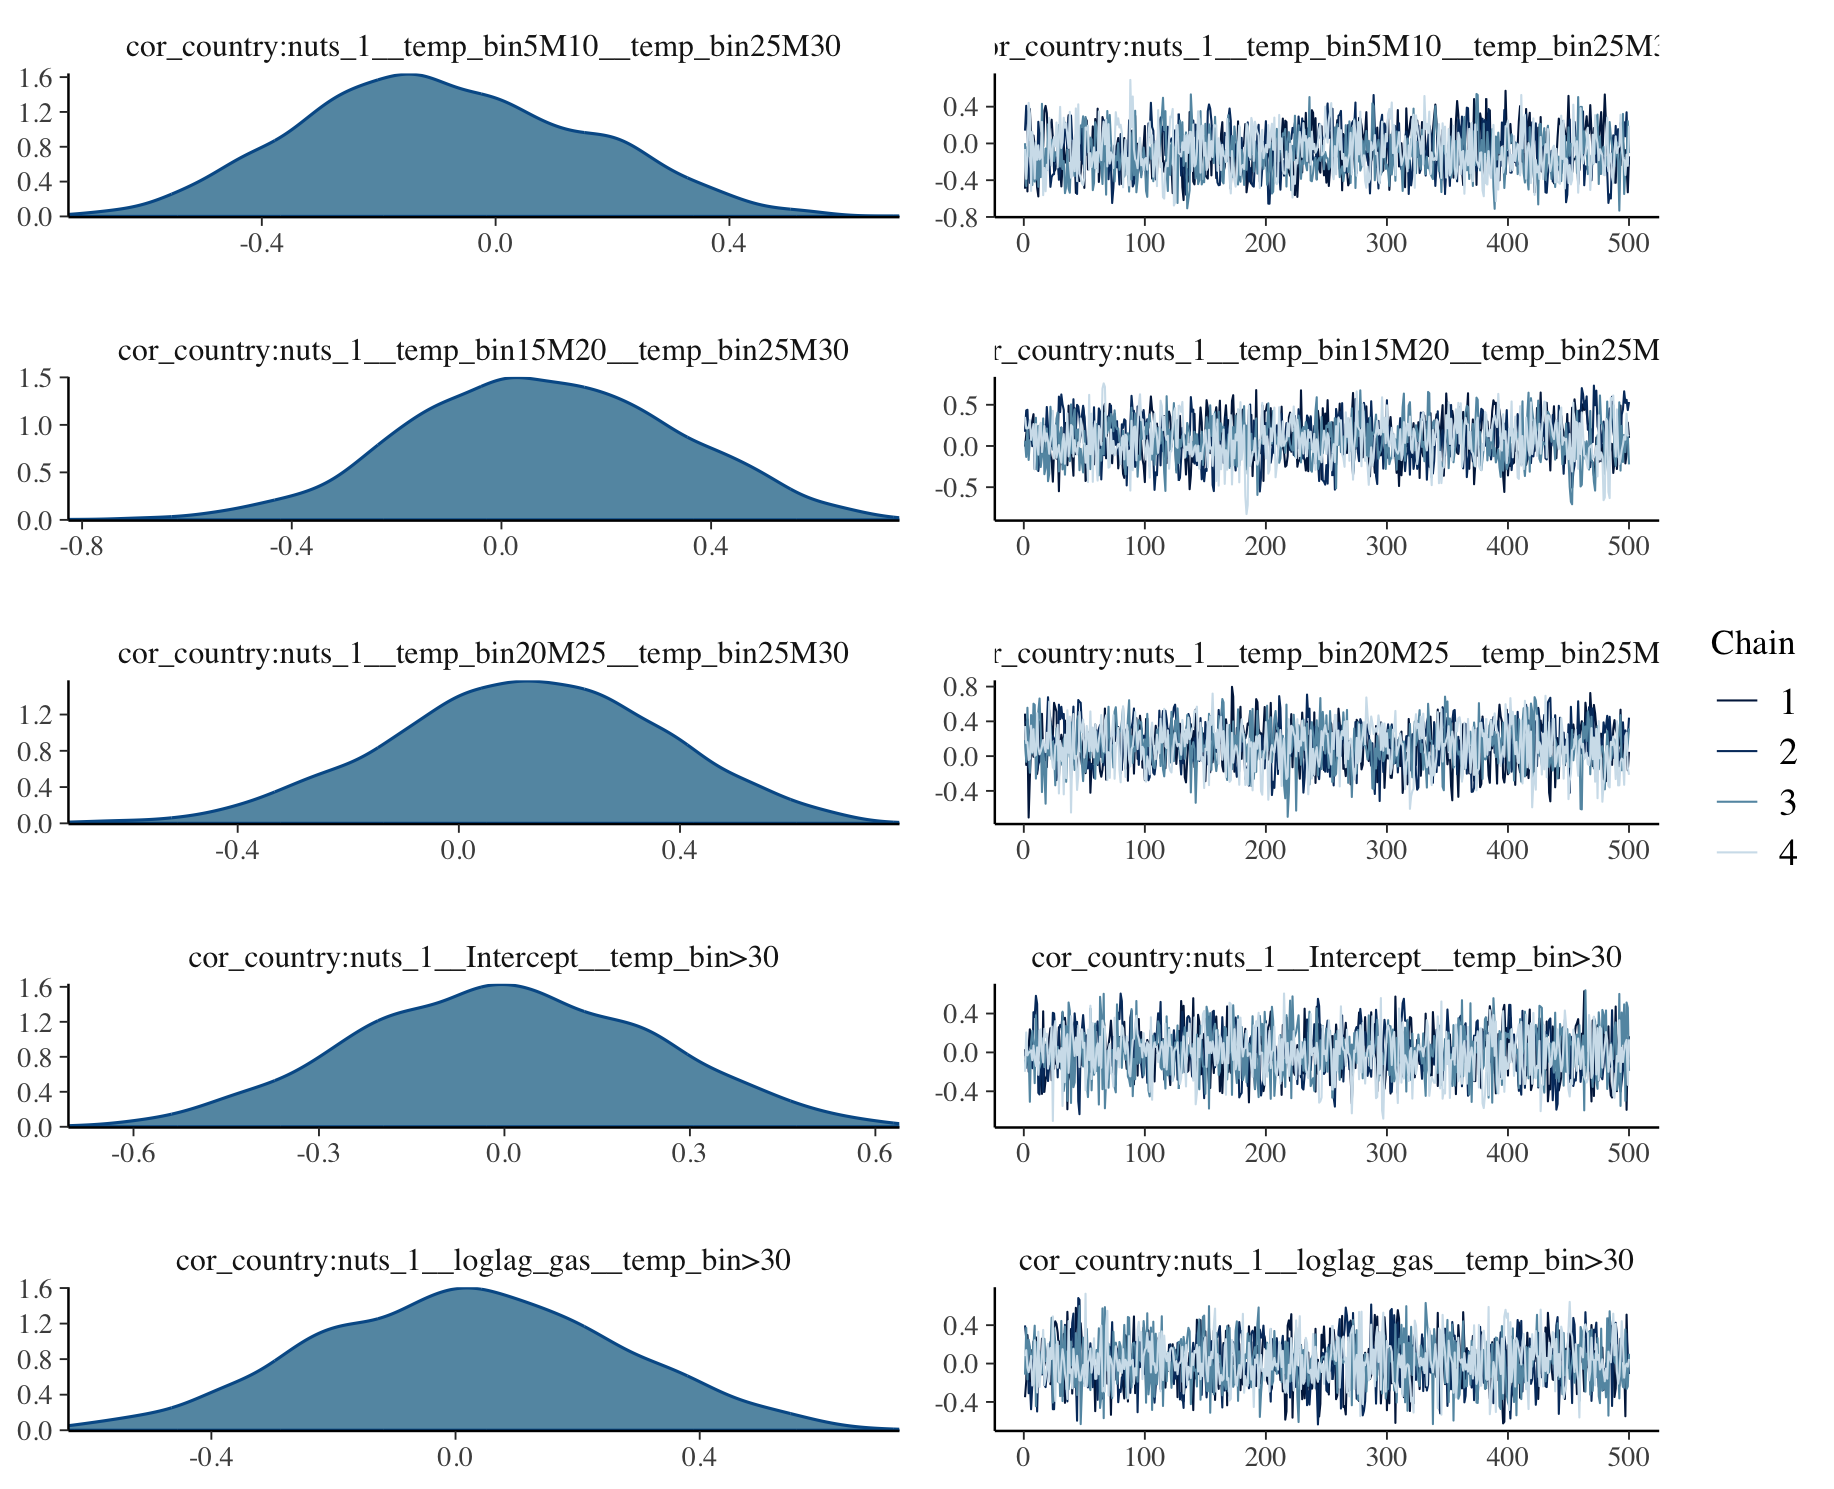 cor_country:nuts_1__temp_bin5M10__temp_bin25M30
1.6
1.2
0.8
0.4
0.0
-0.4 0.0 0.4
r_country:nuts_1__temp_bin5M10__temp_bin25M3
0.4
0.0
-0.4
-0.8
0 100 200 300 400 500
cor_country:nuts_1__temp_bin15M20__temp_bin25M30
1.5
1.0
0.5
0.0
-0.8 -0.4 0.0 0.4
r_country:nuts_1__temp_bin15M20__temp_bin25M
0.5
0.0
-0.5
0 100 200 300 400 500
cor_country:nuts_1__temp_bin20M25__temp_bin25M30
1.2
0.8
0.4
0.0
-0.4 0.0 0.4
r_country:nuts_1__temp_bin20M25__temp_bin25M
0.8
0.4
0.0
-0.4
0 100 200 300 400 500
Chain
1
2
3
4
cor_country:nuts_1__Intercept__temp_bin>30
1.6
1.2
0.8
0.4
0.0
-0.6 -0.3 0.0 0.3 0.6
cor_country:nuts_1__Intercept__temp_bin>30
0.4
0.0
-0.4
0 100 200 300 400 500
cor_country:nuts_1__loglag_gas__temp_bin>30
1.6
1.2
0.8
0.4
0.0
-0.4 0.0 0.4
cor_country:nuts_1__loglag_gas__temp_bin>30
0.4
0.0
-0.4
0 100 200 300 400 500